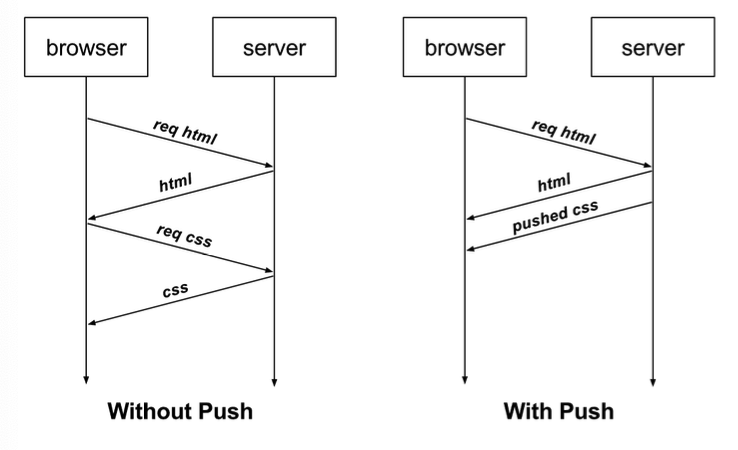 browser
server
req html
html
req css
css
Without Push
browser
server
req html
html
pushed css
With Push